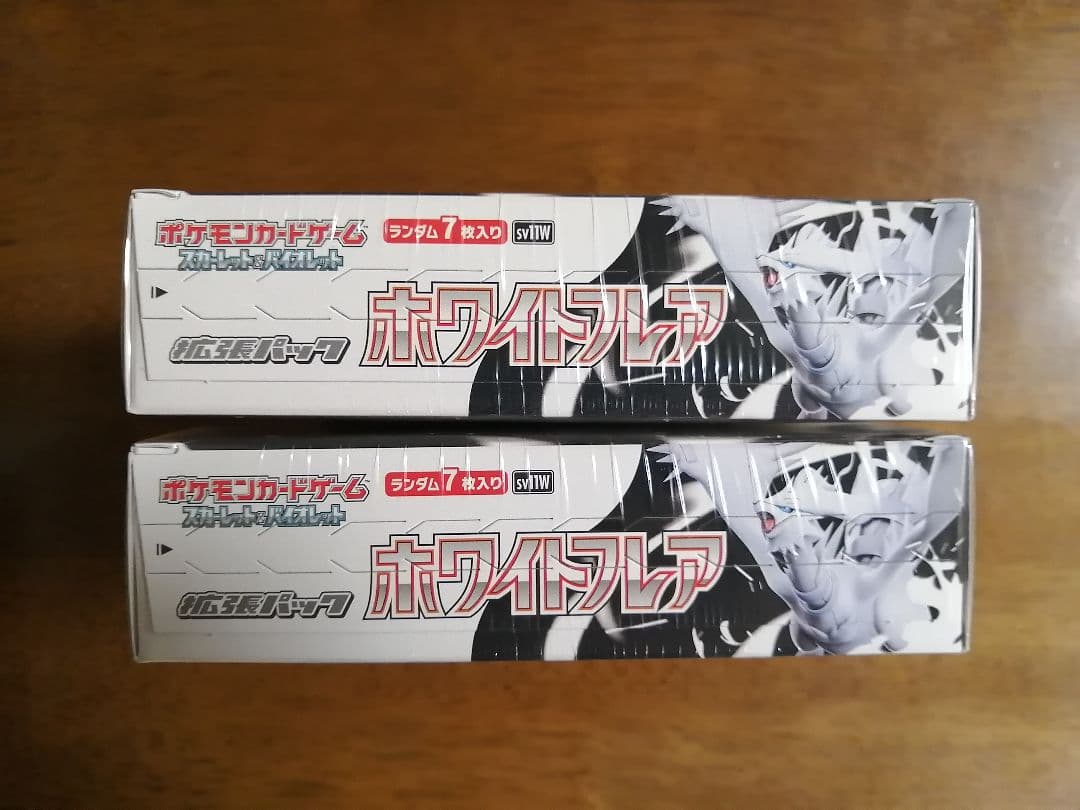 ポケモンカードゲーム
スカーレット&バイオレット
ランダム7枚入り
SV11W
拡張パック
ホワイトフレア
ポケモンカードゲーム
スカーレット&バイオレット
ランダム7枚入り
SV11W
拡張パック
ホワイトフレア